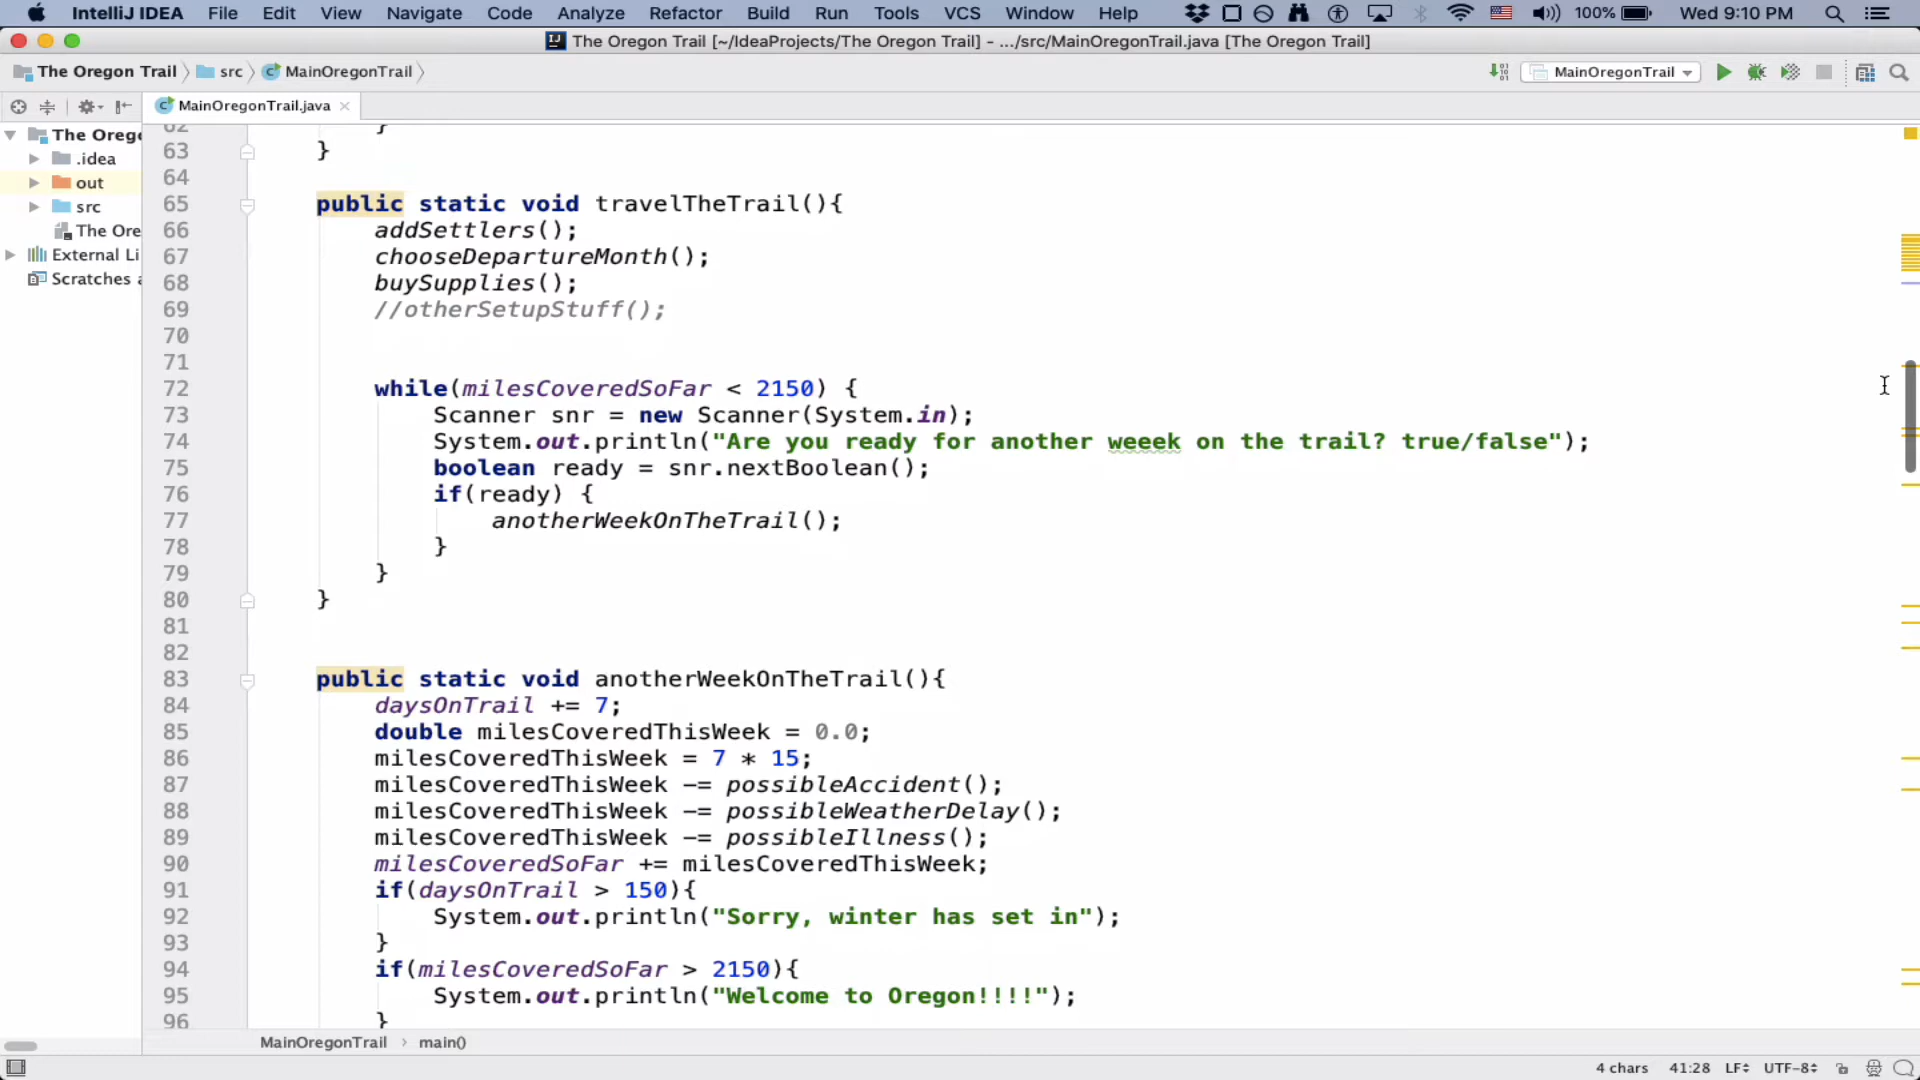 IntelliJ IDEA File Edit View Navigate Code Analyze Refactor Build Run Tools VCS Window Help 100% Wed 9:10 PM
The Oregon Trail [~/IdeaProjects/The Oregon Trail] - .../src/MainOregonTrail.java [The Oregon Trail]
The Oregon Trail src MainOregonTrail MainOregonTrail
MainOregonTrail.java
The Oreg
.idea
out
src
The Ore
External Li
Scratches a
62 }
63 }
64
65 public static void travelTheTrail(){
66 addSettlers();
67 chooseDepartureMonth();
68 buySupplies();
69 //otherSetupStuff();
70
71
72 while(milesCoveredSoFar < 2150) {
73 Scanner snr = new Scanner(System.in);
74 System.out.println("Are you ready for another weeek on the trail? true/false");
75 boolean ready = snr.nextBoolean();
76 if(ready) {
77 anotherWeekOnTheTrail();
78 }
79 }
80 }
81
82
83 public static void anotherWeekOnTheTrail(){
84 daysOnTrail += 7;
85 double milesCoveredThisWeek = 0.0;
86 milesCoveredThisWeek = 7 * 15;
87 milesCoveredThisWeek -= possibleAccident();
88 milesCoveredThisWeek -= possibleWeatherDelay();
89 milesCoveredThisWeek -= possibleIllness();
90 milesCoveredSoFar += milesCoveredThisWeek;
91 if(daysOnTrail > 150){
92 System.out.println("Sorry, winter has set in");
93 }
94 if(milesCoveredSoFar > 2150){
95 System.out.println("Welcome to Oregon!!!!");
96 }
MainOregonTrail › main()
4 chars 41:28 LF UTF-8